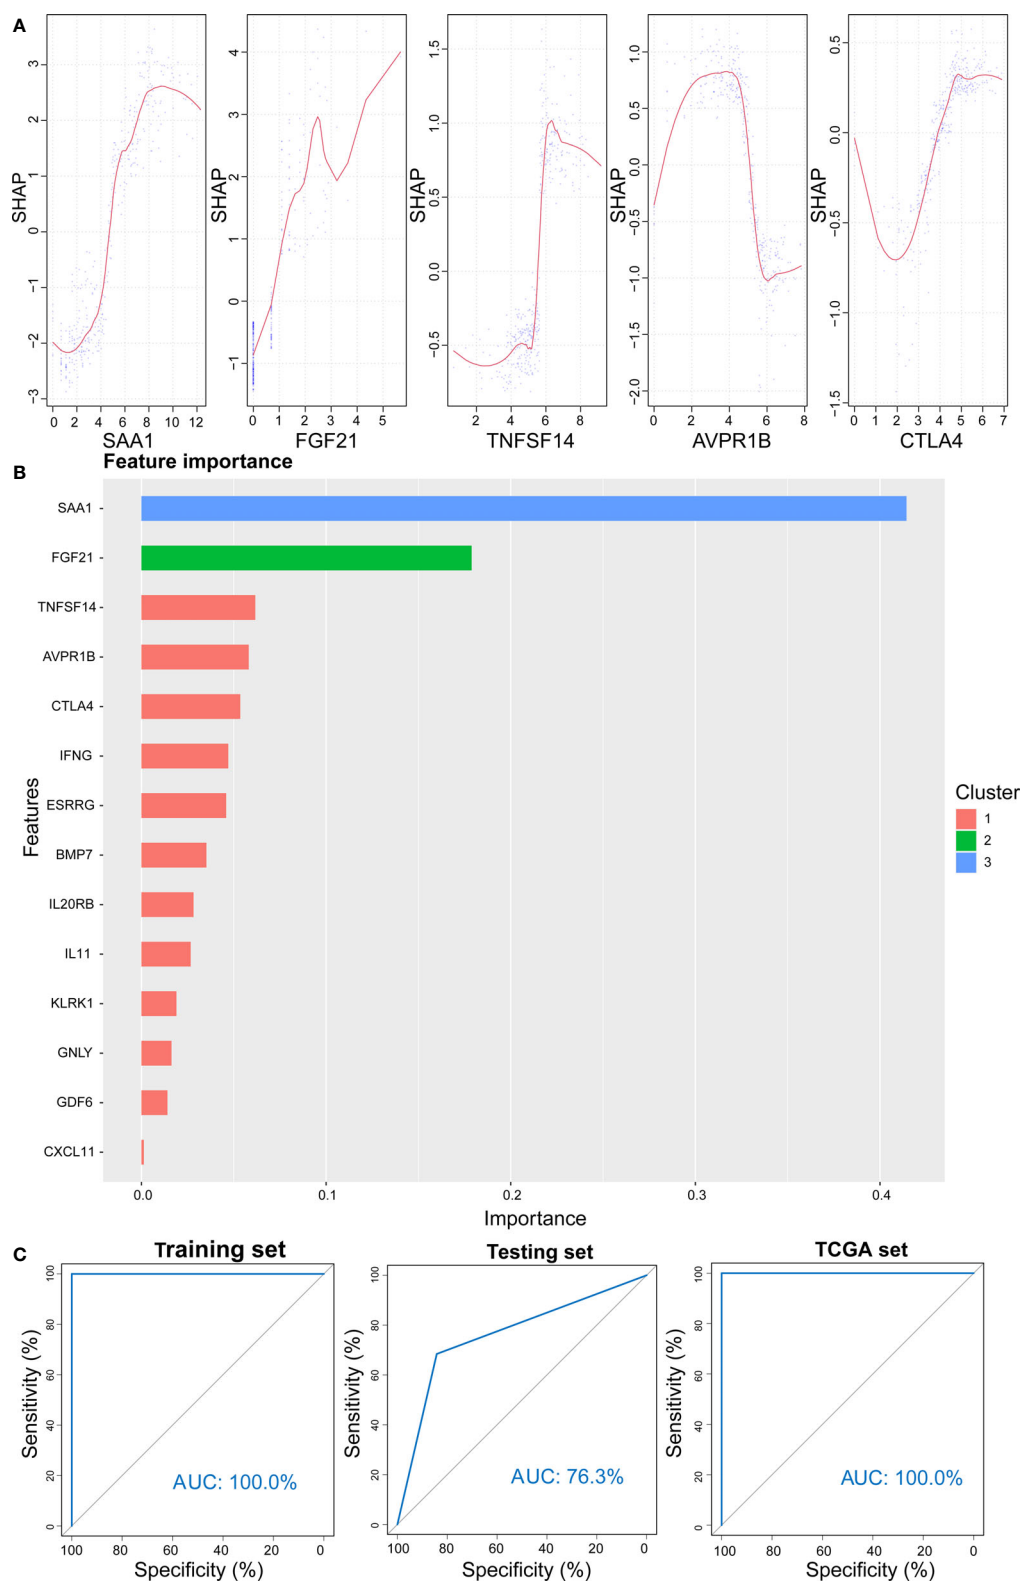 A
SHAP
3
2
1
0
−1
−2
−3
0 2 4 6 8 10 12
SAA1
SHAP
4
3
2
1
0
−1
0 1 2 3 4 5
FGF21
SHAP
1.5
1.0
0.5
0.0
−0.5
2 4 6 8
TNFSF14
SHAP
1.0
0.5
0.0
−0.5
−1.0
−1.5
−2.0
0 2 4 6 8
AVPR1B
SHAP
0.5
0.0
−0.5
−1.0
−1.5
0 1 2 3 4 5 6 7
CTLA4
B
Feature importance
Features
SAA1
FGF21
TNFSF14
AVPR1B
CTLA4
IFNG
ESRRG
BMP7
IL20RB
IL11
KLRK1
GNLY
GDF6
CXCL11
0.0 0.1 0.2 0.3 0.4
Importance
Cluster
1
2
3
C
Training set
Sensitivity (%)
100
80
60
40
20
0
AUC: 100.0%
100 80 60 40 20 0
Specificity (%)
Testing set
Sensitivity (%)
100
80
60
40
20
0
AUC: 76.3%
100 80 60 40 20 0
Specificity (%)
TCGA set
Sensitivity (%)
100
80
60
40
20
0
AUC: 100.0%
100 80 60 40 20 0
Specificity (%)